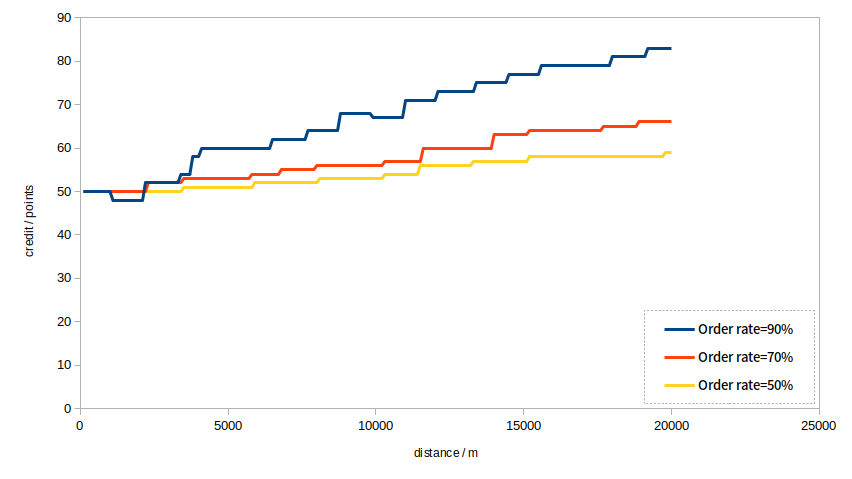 90
80
70
60
50
40
30
20
10
0
credit / points
0 5000 10000 15000 20000 25000
distance / m
Order rate=90%
Order rate=70%
Order rate=50%